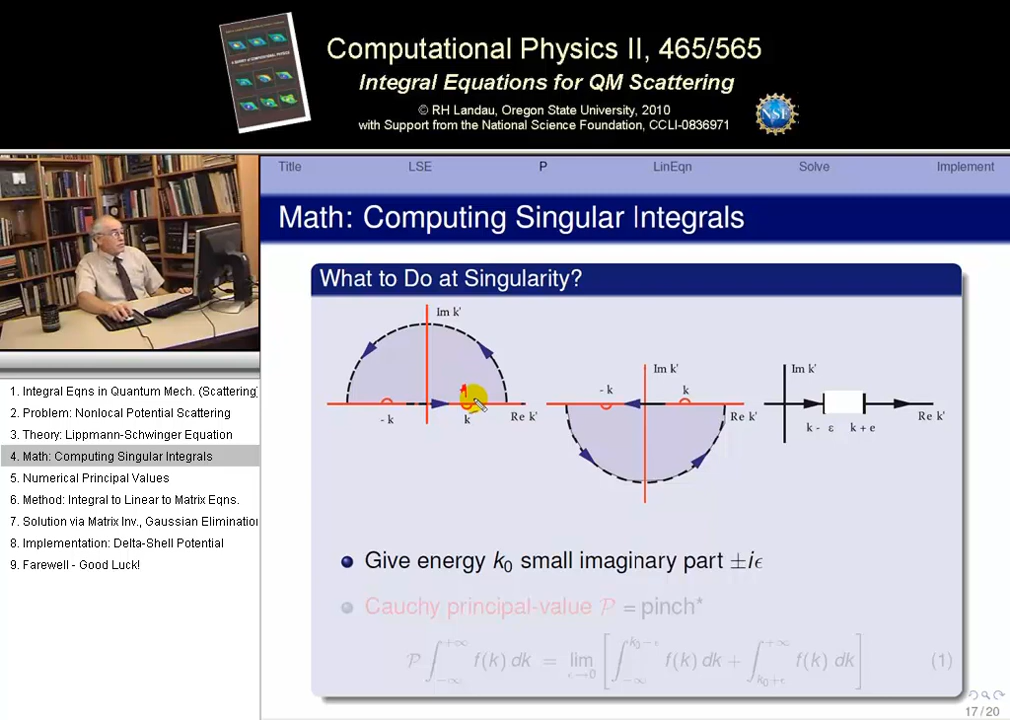 Computational Physics II, 465/565
Integral Equations for QM Scattering
© RH Landau, Oregon State University, 2010
with Support from the National Science Foundation, CCLI-0836971
NSF
Title LSE P LinEqn Solve Implement
Math: Computing Singular Integrals
What to Do at Singularity?
Im k'
- k
k
Re k'
Im k'
- k
k
Re k'
Im k'
k - ε
k + e
Re k'
Give energy k₀ small imaginary part ±iϵ
Cauchy principal-value P = pinch*
P ∫_{-∞}^{+∞} f(k) dk = lim_{ϵ→0} [ ∫_{-∞}^{k₀-ϵ} f(k) dk + ∫_{k₀+ϵ}^{+∞} f(k) dk ] (1)
17 / 20
1. Integral Eqns in Quantum Mech. (Scattering)
2. Problem: Nonlocal Potential Scattering
3. Theory: Lippmann-Schwinger Equation
4. Math: Computing Singular Integrals
5. Numerical Principal Values
6. Method: Integral to Linear to Matrix Eqns.
7. Solution via Matrix Inv., Gaussian Elimination
8. Implementation: Delta-Shell Potential
9. Farewell - Good Luck!